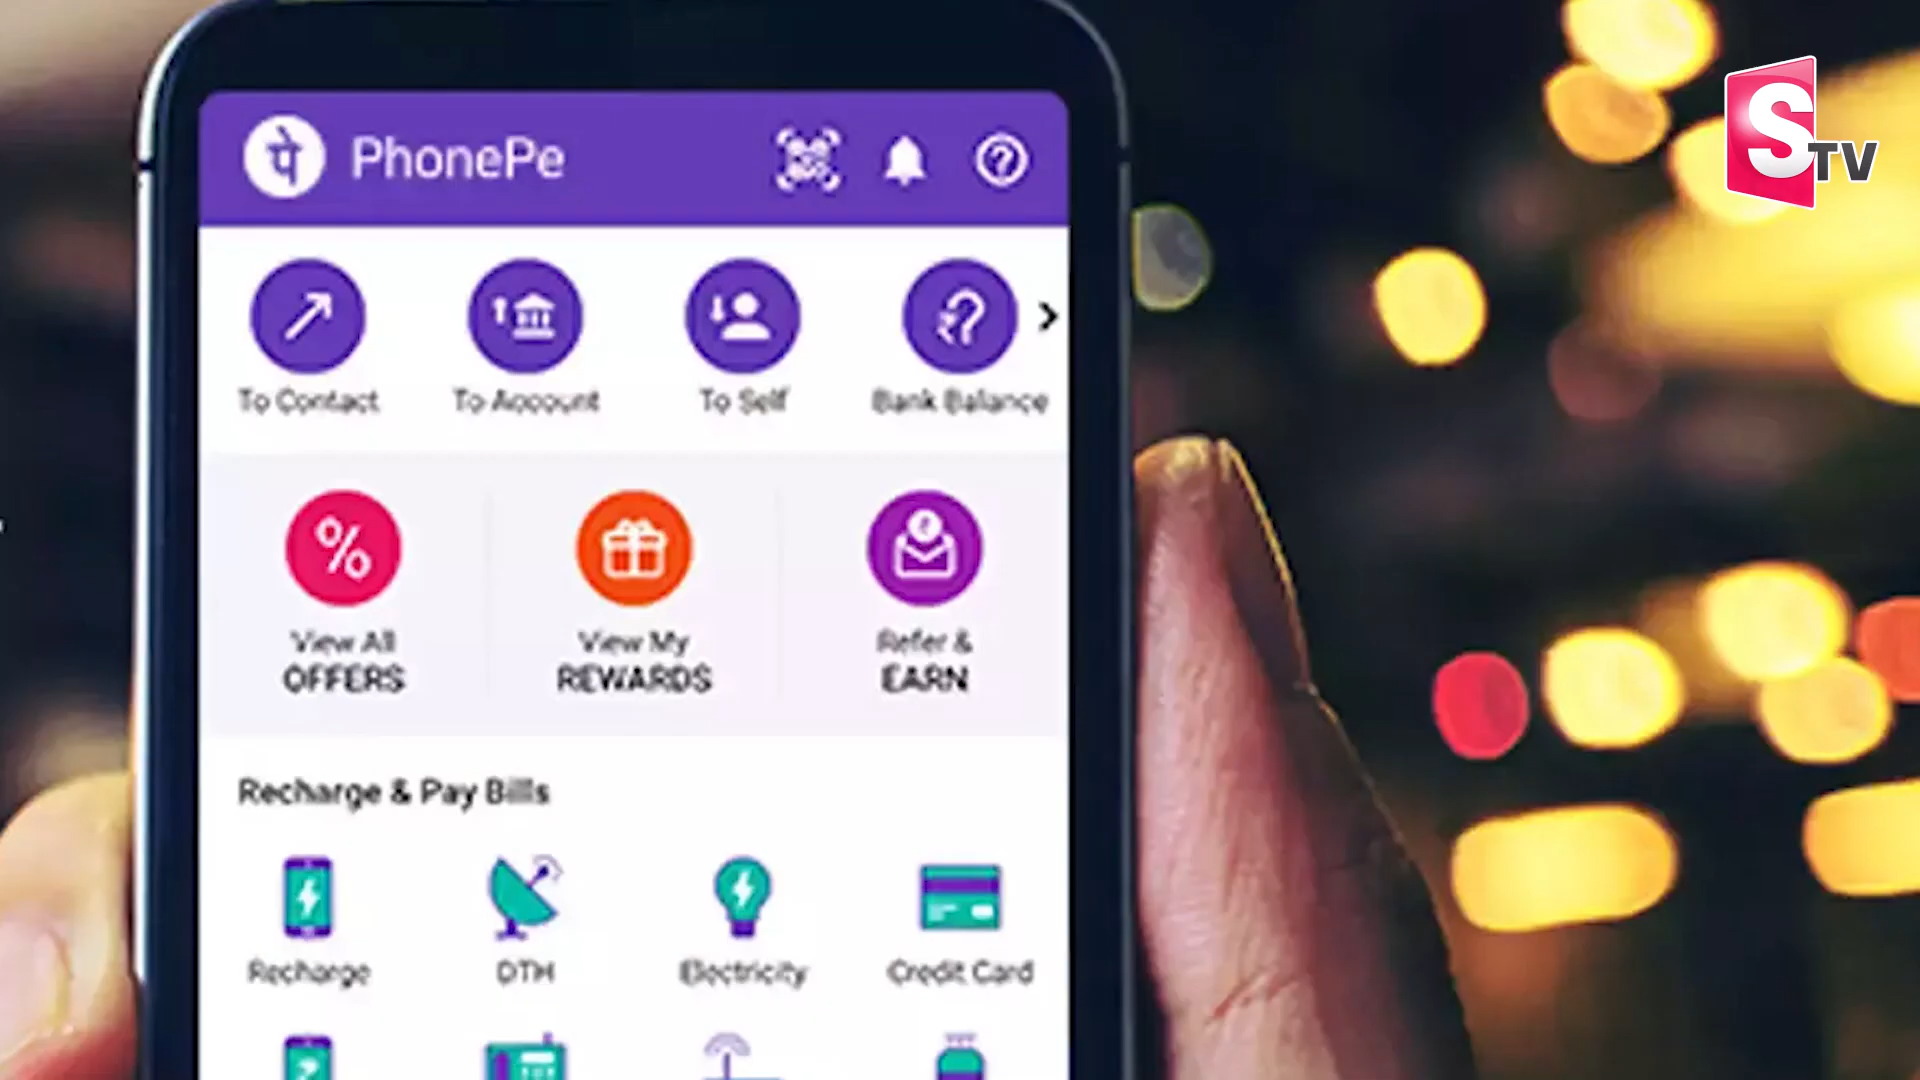 पे PhonePe
STV
To Contact
To Account
To Self
Bank Balance
%
View All
OFFERS
View My
REWARDS
Refer &
EARN
Recharge & Pay Bills
Recharge
DTH
Electricity
Credit Card